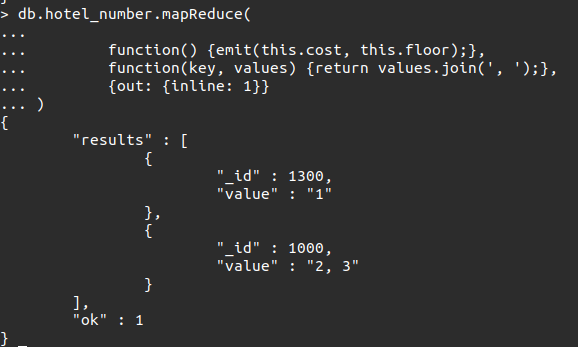 > db.hotel_number.mapReduce(
...
...       function() {emit(this.cost, this.floor);},
...       function(key, values) {return values.join(', ');},
...       {out: {inline: 1}}
... )
{
        "results" : [
                {
                        "_id" : 1300,
                        "value" : "1"
                },
                {
                        "_id" : 1000,
                        "value" : "2, 3"
                }
        ],
        "ok" : 1
}